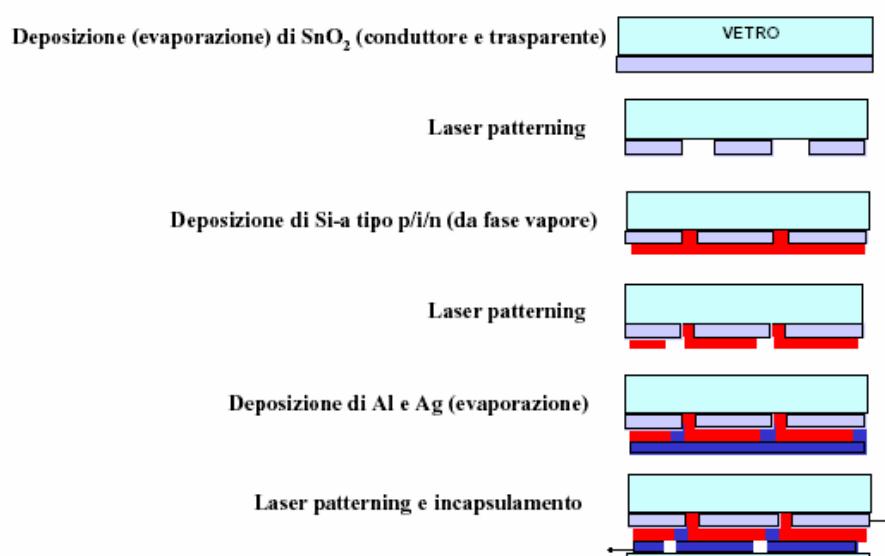 Deposizione (evaporazione) di SnO₂ (conduttore e trasparente)
VETRO
Laser patterning
Deposizione di Si-a tipo p/i/n (da fase vapore)
Laser patterning
Deposizione di Al e Ag (evaporazione)
Laser patterning e incapsulamento